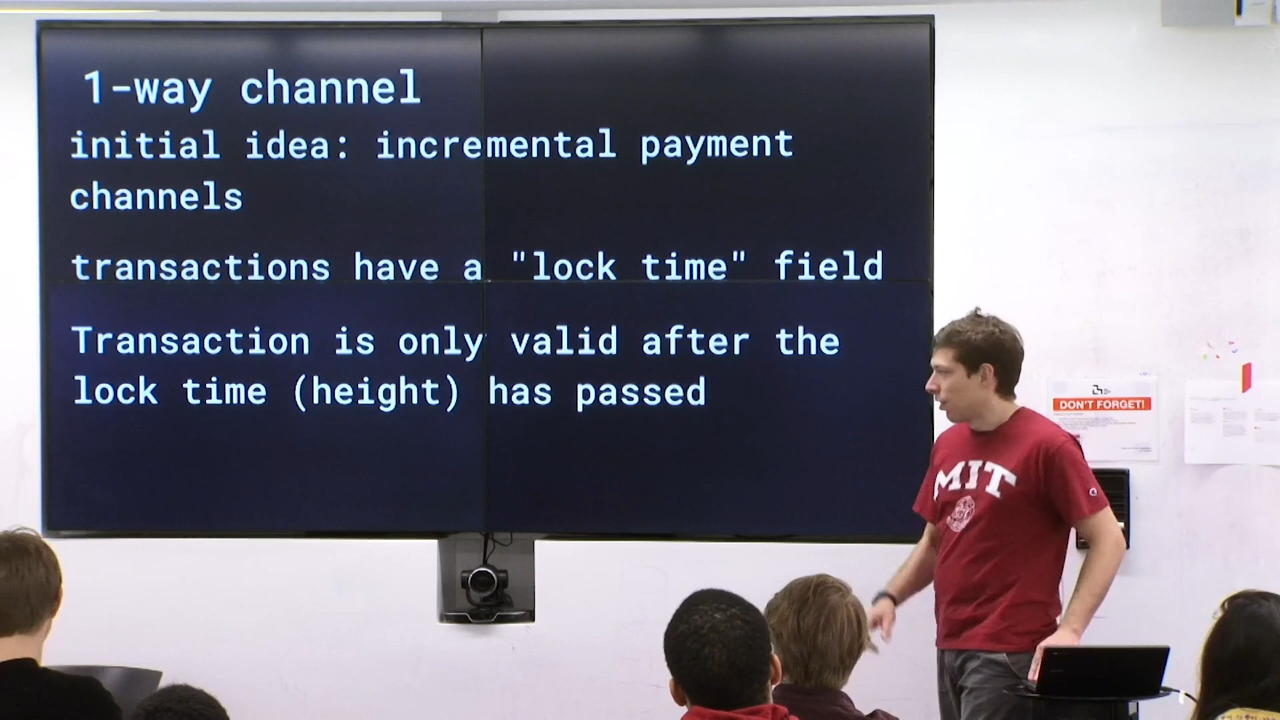 1-way channel
initial idea: incremental payment
channels
transactions have a "lock time" field
Transaction is only valid after the
lock time (height) has passed
DON'T FORGET!
MIT